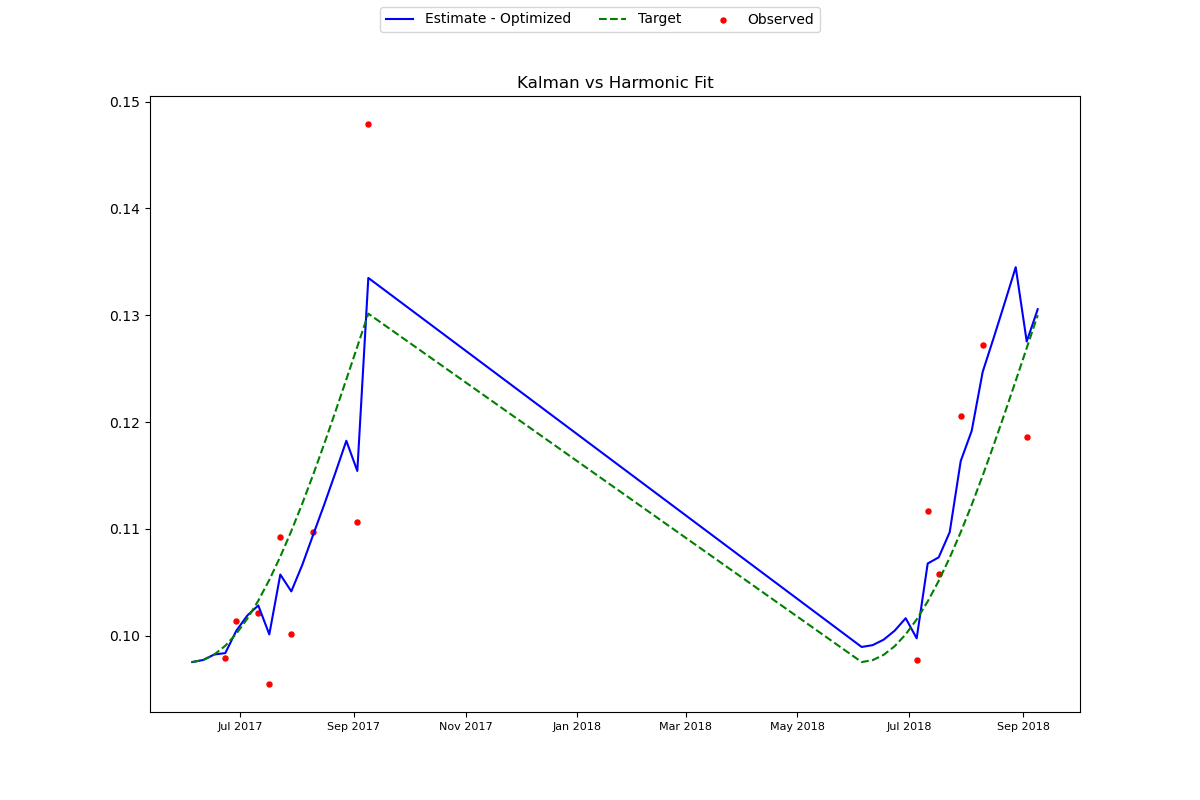 Estimate - Optimized Target Observed
Kalman vs Harmonic Fit
0.15
0.14
0.13
0.12
0.11
0.10
Jul 2017 Sep 2017 Nov 2017 Jan 2018 Mar 2018 May 2018 Jul 2018 Sep 2018